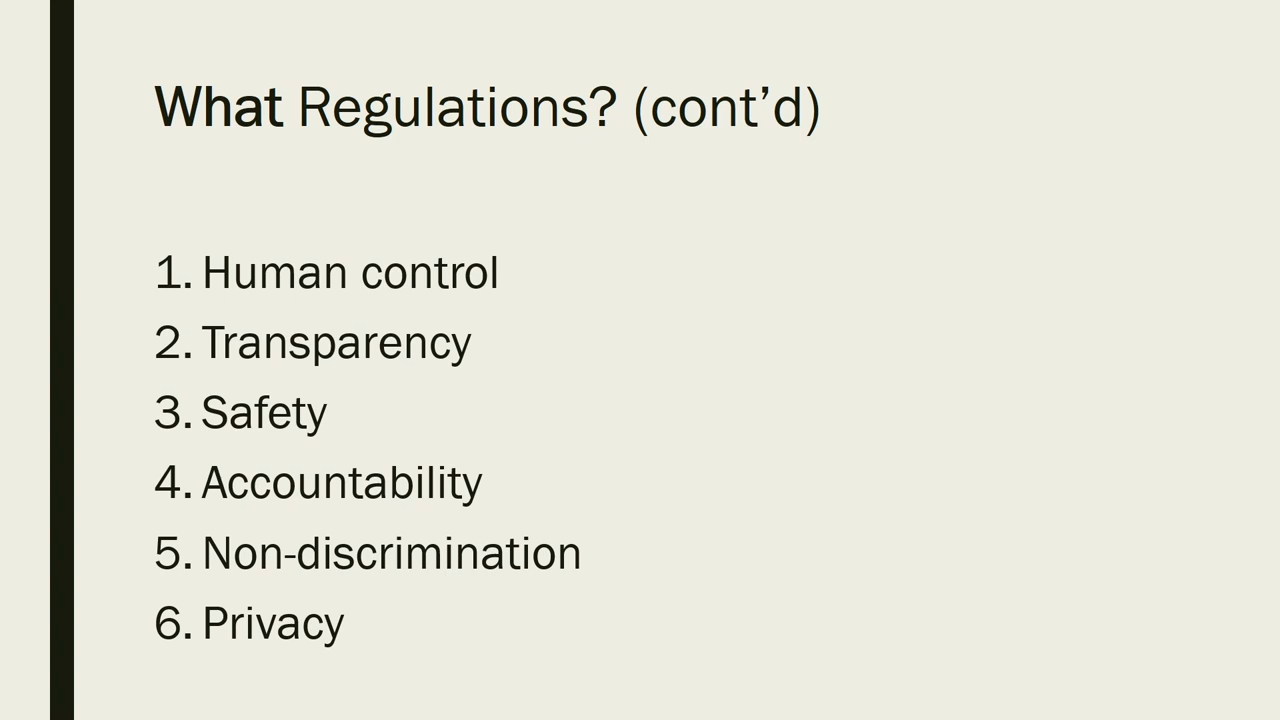 What Regulations? (cont’d)
1. Human control
2. Transparency
3. Safety
4. Accountability
5. Non-discrimination
6. Privacy